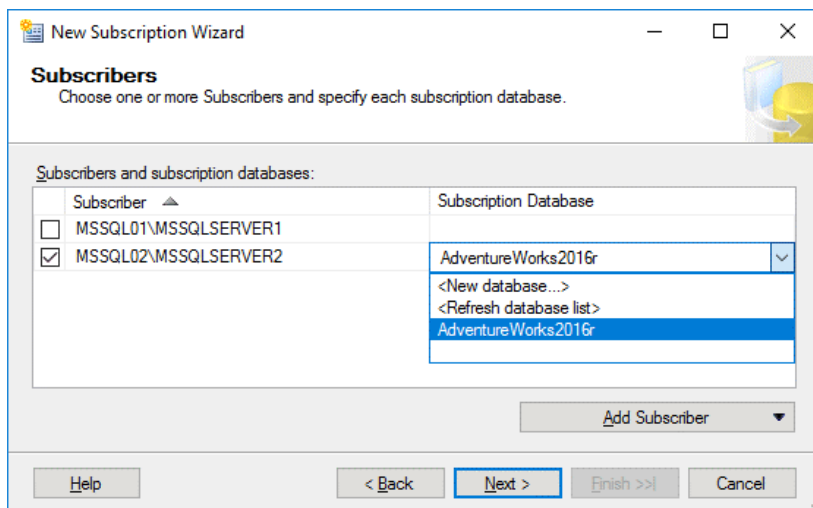 New Subscription Wizard
Subscribers
Choose one or more Subscribers and specify each subscription database.
Subscribers and subscription databases:
Subscriber Subscription Database
MSSQL01\MSSQLSERVER1
MSSQL02\MSSQLSERVER2 AdventureWorks2016r
<New database...>
<Refresh database list>
AdventureWorks2016r
Add Subscriber
Help < Back Next > Finish >>| Cancel